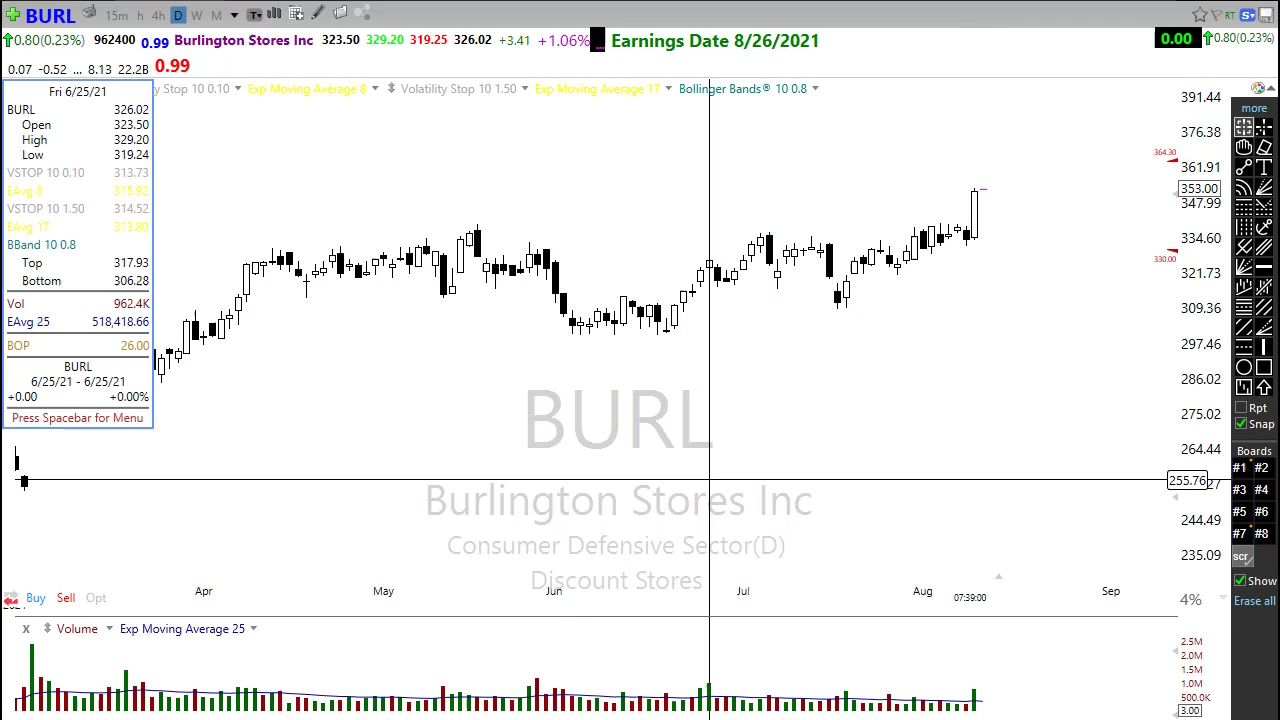 BURL 15m 1h 4h D W M RT
0.80(0.23%) 962400 0.99 Burlington Stores Inc 323.50 329.20 319.25 326.02 +3.41 +1.06% Earnings Date 8/26/2021 0.00 0.80(0.23%)
0.07 -0.52 ... 8.13 22.2B 0.99
y Stop 10 0.10 Exp Moving Average 8 Volatility Stop 10 1.50 Exp Moving Average 17 Bollinger Bands® 10 0.8
Fri 6/25/21
BURL 326.02
Open 323.50
High 329.20
Low 319.24
VSTOP 10 0.10 313.73
EAvg 8 315.92
VSTOP 10 1.50 314.52
EAvg 17 313.80
BBand 10 0.8
Top 317.93
Bottom 306.28
Vol 962.4K
EAvg 25 518,418.66
BOP 26.00
BURL
6/25/21 - 6/25/21
+0.00 +0.00%
Press Spacebar for Menu
391.44
376.38
364.30
361.91
353.00
347.99
334.60
330.00
321.73
309.36
297.46
286.02
275.02
264.44
255.76
27
244.49
235.09
4%
BURL
Burlington Stores Inc
Consumer Defensive Sector(D)
Discount Stores
Apr May Jun Jul Aug Sep
07:39:00
Buy Sell Opt
x Volume Exp Moving Average 25
2.5M
2.0M
1.5M
1.0M
500.0K
3.00
more
Rpt
Snap
Boards
#1 #2
#3 #4
#5 #6
#7 #8
scr
Show
Erase all